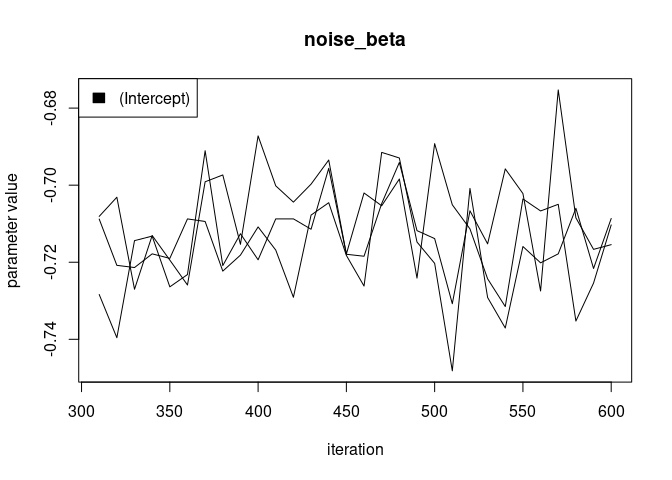 noise_beta
(Intercept)
parameter value
-0.68
-0.70
-0.72
-0.74
300 350 400 450 500 550 600
iteration